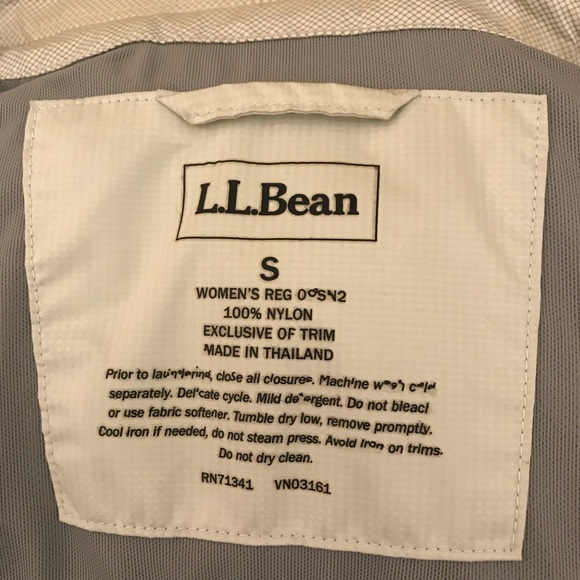 L.L.Bean
S
WOMEN'S REG
100% NYLON
EXCLUSIVE OF TRIM
MADE IN THAILAND
Prior to laundering, close all closures. Machine wash cold
separately. Delicate cycle. Mild detergent. Do not bleach
or use fabric softener. Tumble dry low, remove promptly.
Cool iron if needed, do not steam press. Avoid iron on trims.
Do not dry clean.
RN71341 VN03161